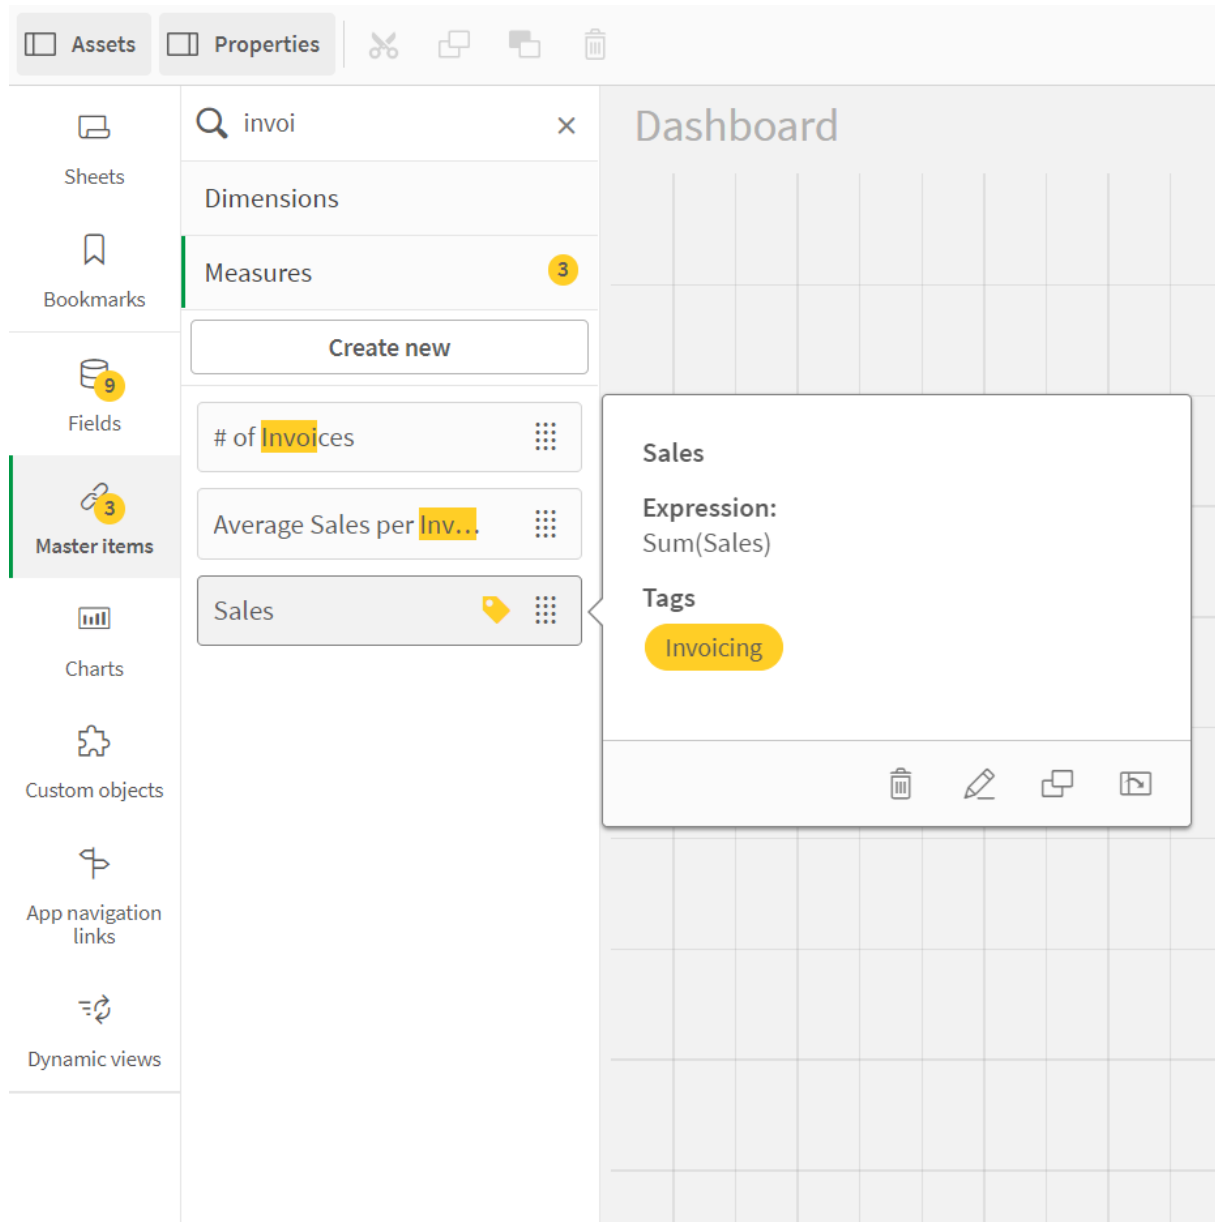 Assets
Properties
Sheets
Bookmarks
9
Fields
3
Master items
Charts
Custom objects
App navigation
links
Dynamic views
invoi
Dimensions
Measures
3
Create new
# of Invoices
Average Sales per Inv...
Sales
Dashboard
Sales
Expression:
Sum(Sales)
Tags
Invoicing